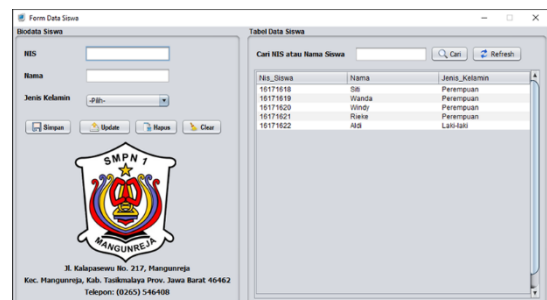 Form Data Siswa
Biodata Siswa
NIS
Nama
Jenis Kelamin
-Pilih-
Simpan
Update
Hapus
Clear
SMPN 1
MANGUNREJA
Jl. Kalapasewu No. 217, Mangunreja
Kec. Mangunreja, Kab. Tasikmalaya Prov. Jawa Barat 46462
Telepon: (0265) 546408
Tabel Data Siswa
Cari NIS atau Nama Siswa
Cari
Refresh
Nis_Siswa Nama Jenis_Kelamin
16171618 Siti Perempuan
16171619 Wanda Perempuan
16171620 Windy Perempuan
16171621 Rieke Perempuan
16171622 Aldi Laki-laki